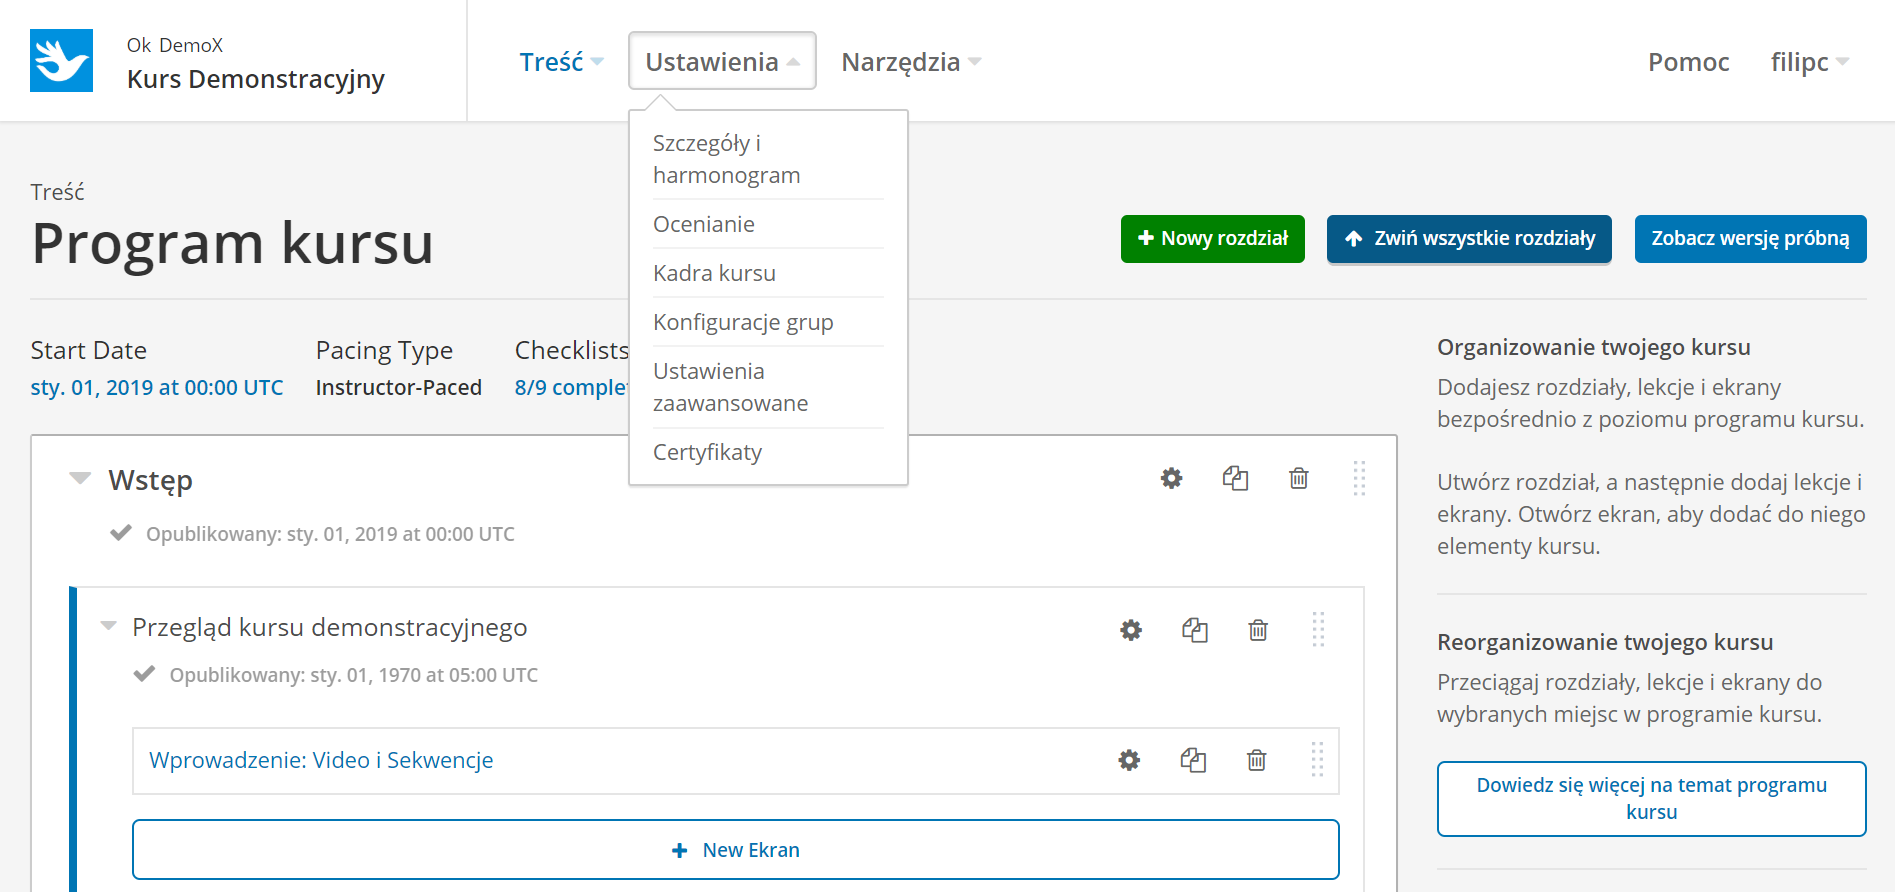 Ok DemoX
Kurs Demonstracyjny
Treść
Ustawienia
Narzędzia
Pomoc
filipc
Szczegóły i
harmonogram
Ocenianie
Kadra kursu
Konfiguracje grup
Ustawienia
zaawansowane
Certyfikaty
Treść
Program kursu
Nowy rozdział
Zwiń wszystkie rozdziały
Zobacz wersję próbną
Start Date
sty. 01, 2019 at 00:00 UTC
Pacing Type
Instructor-Paced
Checklists
8/9 comple
Wstęp
Opublikowany: sty. 01, 2019 at 00:00 UTC
Przegląd kursu demonstracyjnego
Opublikowany: sty. 01, 1970 at 05:00 UTC
Wprowadzenie: Video i Sekwencje
New Ekran
Organizowanie twojego kursu
Dodajesz rozdziały, lekcje i ekrany
bezpośrednio z poziomu programu kursu.
Utwórz rozdział, a następnie dodaj lekcje i
ekrany. Otwórz ekran, aby dodać do niego
elementy kursu.
Reorganizowanie twojego kursu
Przeciągaj rozdziały, lekcje i ekrany do
wybranych miejsc w programie kursu.
Dowiedz się więcej na temat programu
kursu